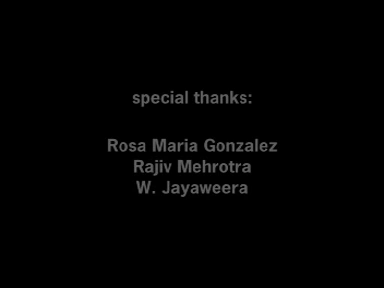 special thanks:
Rosa Maria Gonzalez
Rajiv Mehrotra
W. Jayaweera